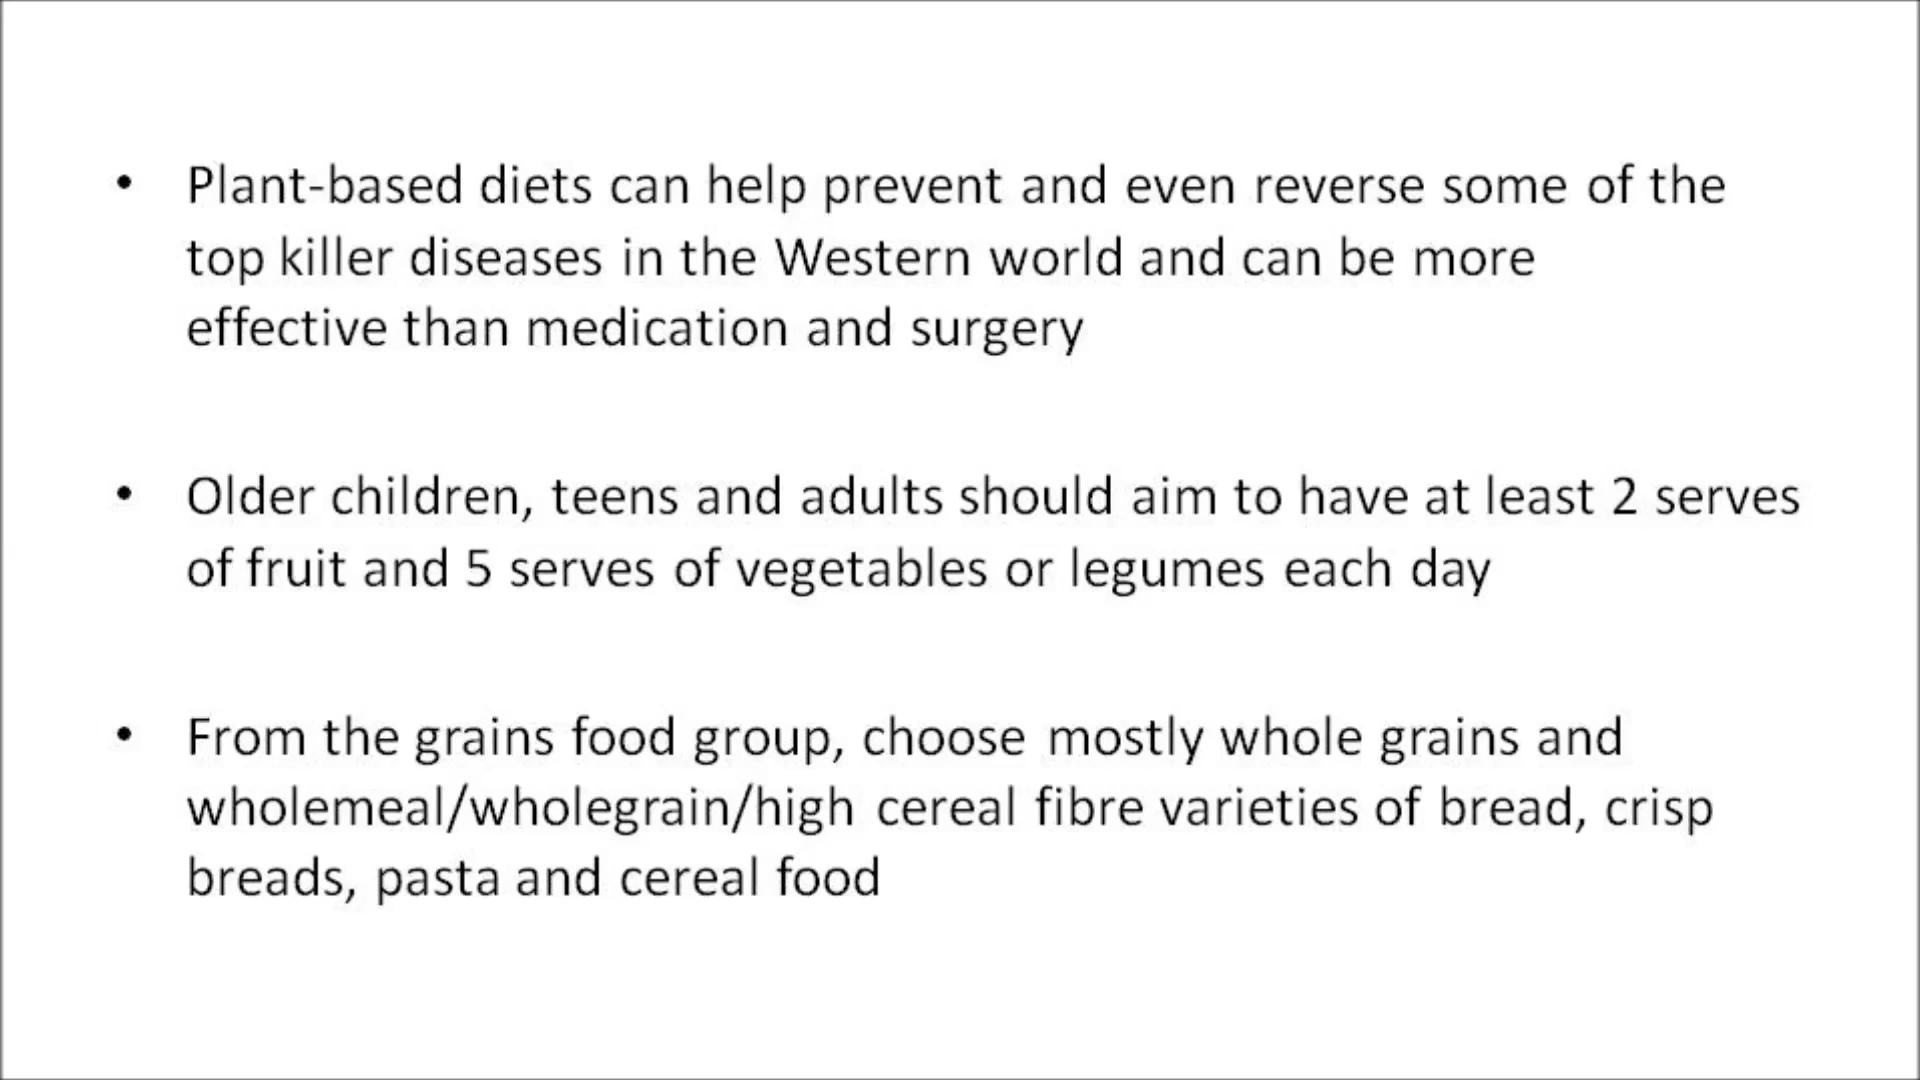 • Plant-based diets can help prevent and even reverse some of the
top killer diseases in the Western world and can be more
effective than medication and surgery
• Older children, teens and adults should aim to have at least 2 serves
of fruit and 5 serves of vegetables or legumes each day
• From the grains food group, choose mostly whole grains and
wholemeal/wholegrain/high cereal fibre varieties of bread, crisp
breads, pasta and cereal food